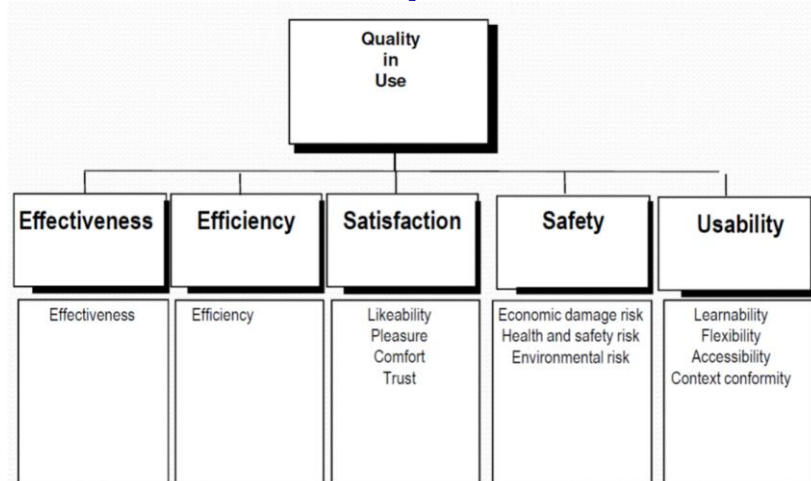 Quality
in
Use
Effectiveness
Efficiency
Satisfaction
Safety
Usability
Effectiveness
Efficiency
Likeability
Pleasure
Comfort
Trust
Economic damage risk
Health and safety risk
Environmental risk
Learnability
Flexibility
Accessibility
Context conformity